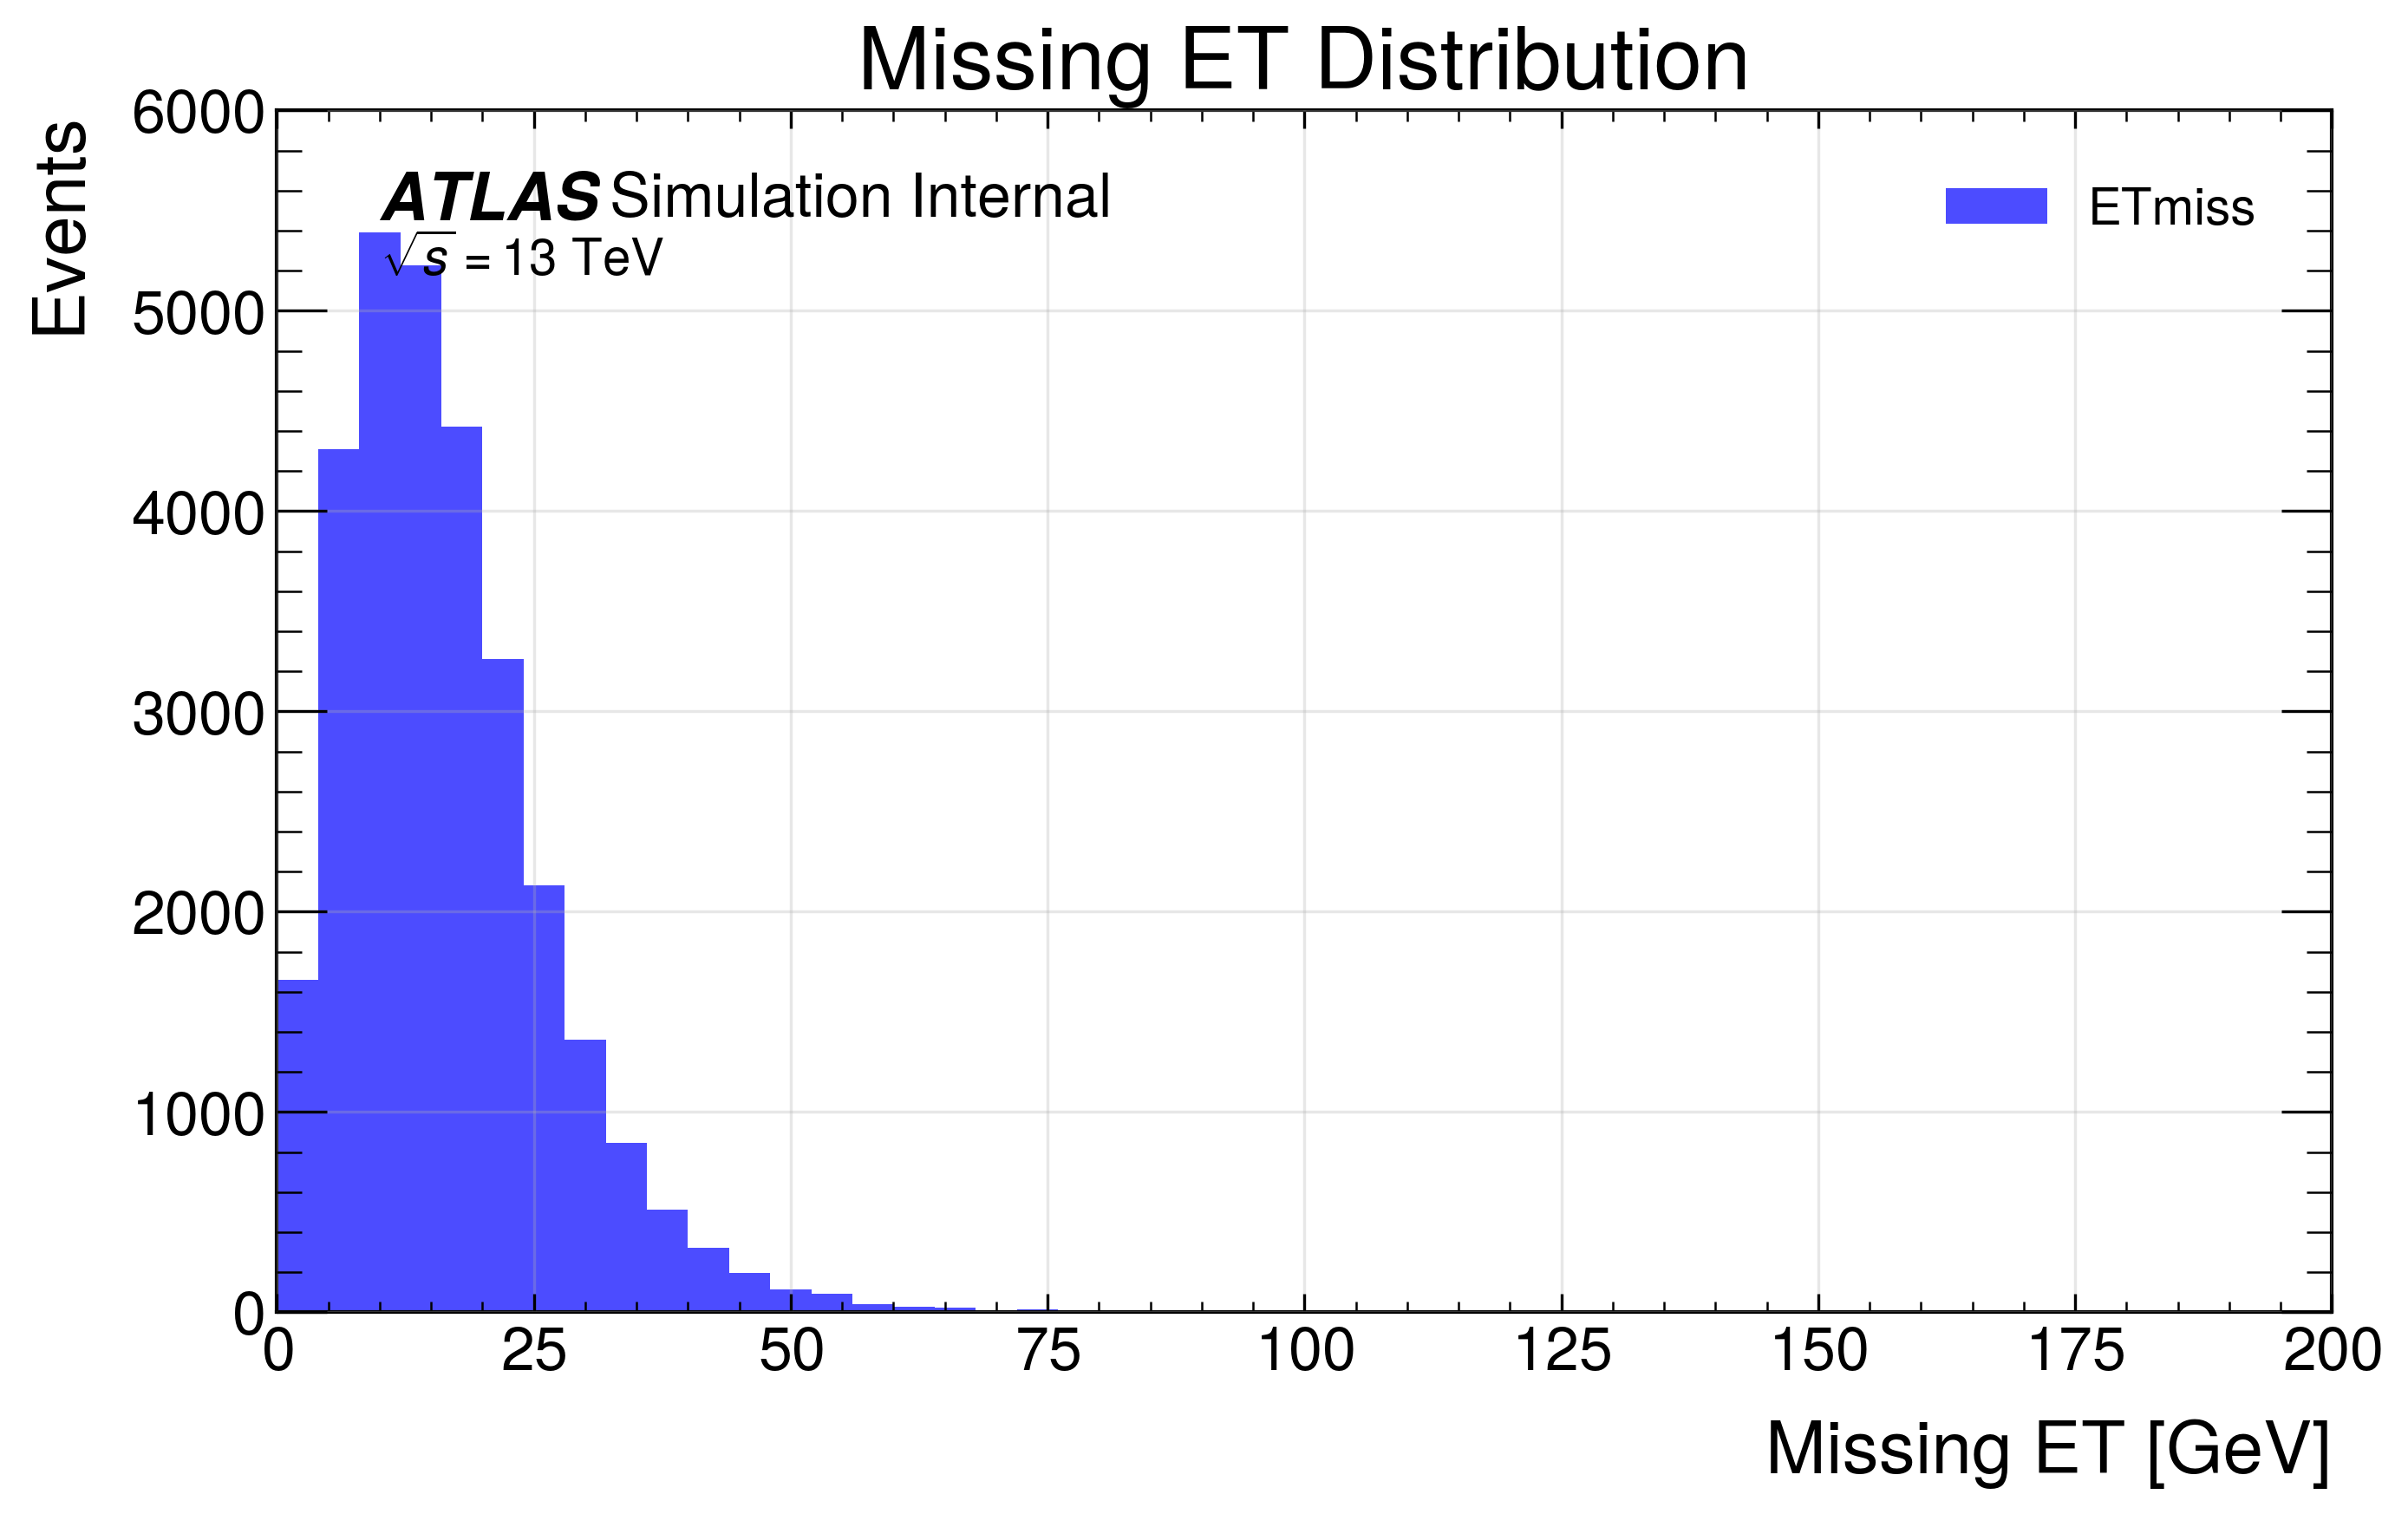 Missing ET Distribution
Events
6000
5000
4000
3000
2000
1000
0
ATLAS Simulation Internal
√s = 13 TeV
ETmiss
0 25 50 75 100 125 150 175 200
Missing ET [GeV]